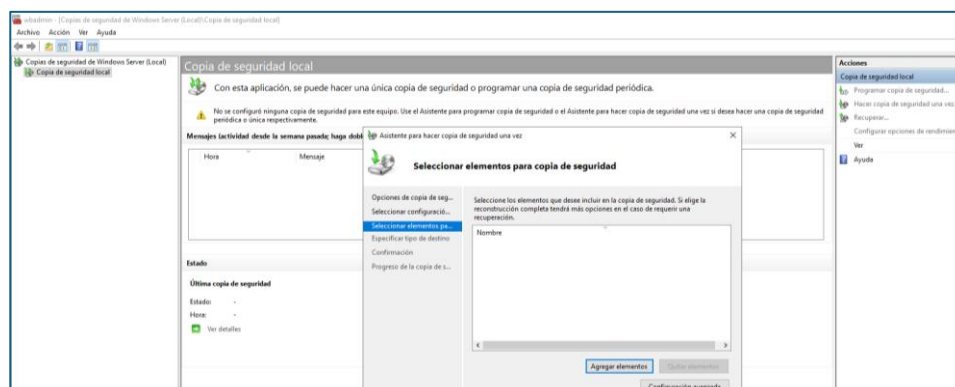 wbadmin - [Copias de seguridad de Windows Server (Local)\Copia de seguridad local]
Archivo Acción Ver Ayuda
Copias de seguridad de Windows Server (Local)
Copia de seguridad local
Copia de seguridad local
Con esta aplicación, se puede hacer una única copia de seguridad o programar una copia de seguridad periódica.
No se configuró ninguna copia de seguridad para este equipo. Use el Asistente para programar copia de seguridad o el Asistente para hacer copia de seguridad una vez si desea hacer una copia de seguridad
periódica o única respectivamente.
Mensajes (actividad desde la semana pasada; haga dobl
Hora Mensaje
Estado
Última copia de seguridad
Estado: -
Hora: -
Ver detalles
Asistente para hacer copia de seguridad una vez
Seleccionar elementos para copia de seguridad
Opciones de copia de seg...
Seleccionar configuració...
Seleccionar elementos pa...
Especificar tipo de destino
Confirmación
Progreso de la copia de s...
Seleccione los elementos que desee incluir en la copia de seguridad. Si elige la
reconstrucción completa tendrá más opciones en el caso de requerir una
recuperación.
Nombre
Agregar elementos
Quitar elementos
Configuración avanzada
Acciones
Copia de seguridad local
Programar copia de seguridad...
Hacer copia de seguridad una vez
Recuperar...
Configurar opciones de rendimien
Ver
Ayuda